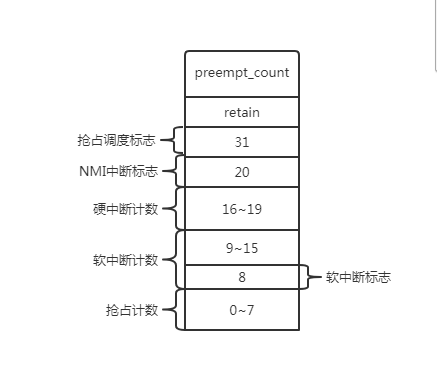 preempt_count
retain
抢占调度标志
31
NMI中断标志
20
硬中断计数
16~19
9~15
软中断计数
8
软中断标志
抢占计数
0~7